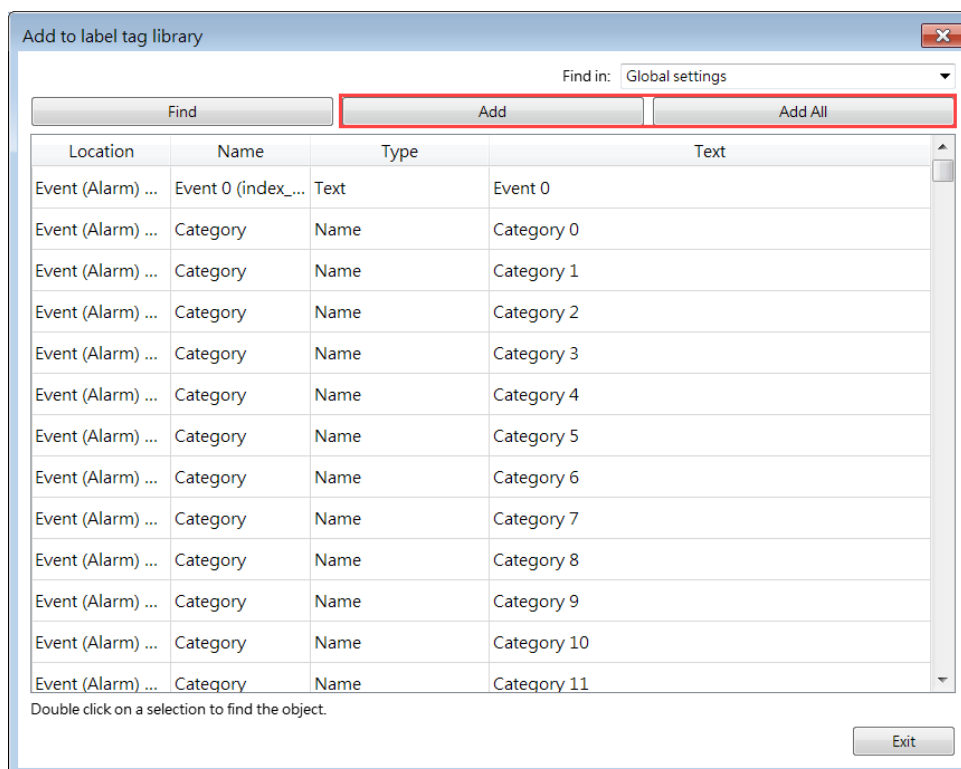 Add to label tag library
Find in: Global settings
Find Add Add All
Location Name Type Text
Event (Alarm) ... Event 0 (index_... Text Event 0
Event (Alarm) ... Category Name Category 0
Event (Alarm) ... Category Name Category 1
Event (Alarm) ... Category Name Category 2
Event (Alarm) ... Category Name Category 3
Event (Alarm) ... Category Name Category 4
Event (Alarm) ... Category Name Category 5
Event (Alarm) ... Category Name Category 6
Event (Alarm) ... Category Name Category 7
Event (Alarm) ... Category Name Category 8
Event (Alarm) ... Category Name Category 9
Event (Alarm) ... Category Name Category 10
Event (Alarm) ... Category Name Category 11
Double click on a selection to find the object.
Exit